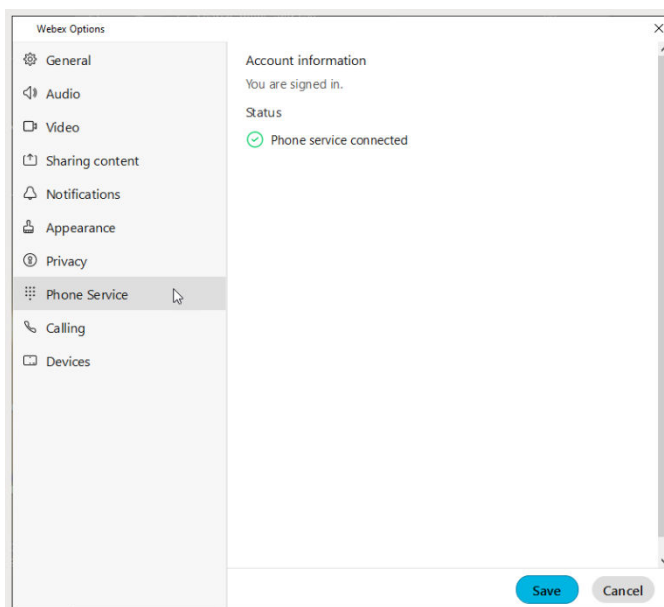 Webex Options
General
Audio
Video
Sharing content
Notifications
Appearance
Privacy
Phone Service
Calling
Devices
Account information
You are signed in.
Status
Phone service connected
Save
Cancel